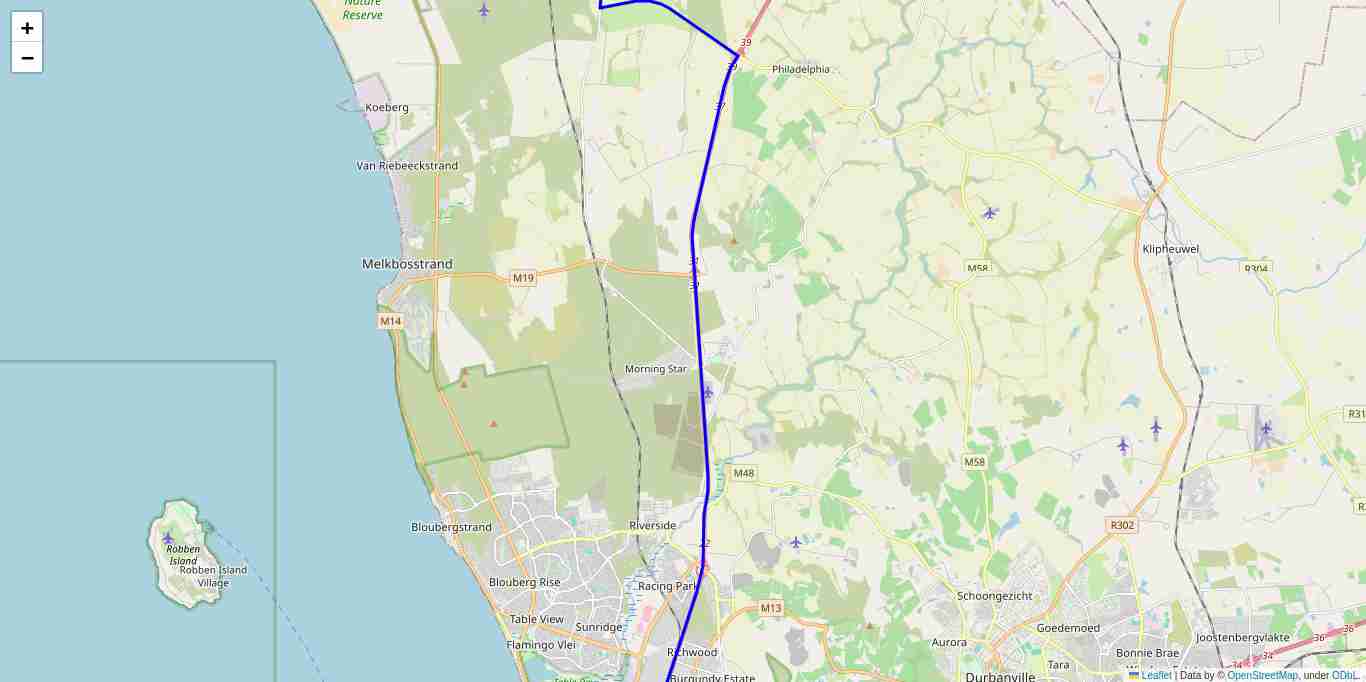 +
−
Nature
Reserve
39
39
Philadelphia
37
Koeberg
Van Riebeeckstrand
Klipheuwel
Melkbosstrand
M19
M58
R304
M14
Morning Star
R31
M48
M58
Bloubergstrand
Riverside
R302
Robben
Island
Robben Island
Village
Blouberg Rise
Racing Park
Schoongezicht
M13
Table View
Sunridge
Goedemoed
Joostenbergvlakte
36
36
Flamingo Vlei
Richwood
Aurora
Bonnie Brae
34
34
Tara
Burgundy Estate
Durbanville
Leaflet | Data by © OpenStreetMap, under ODbL.